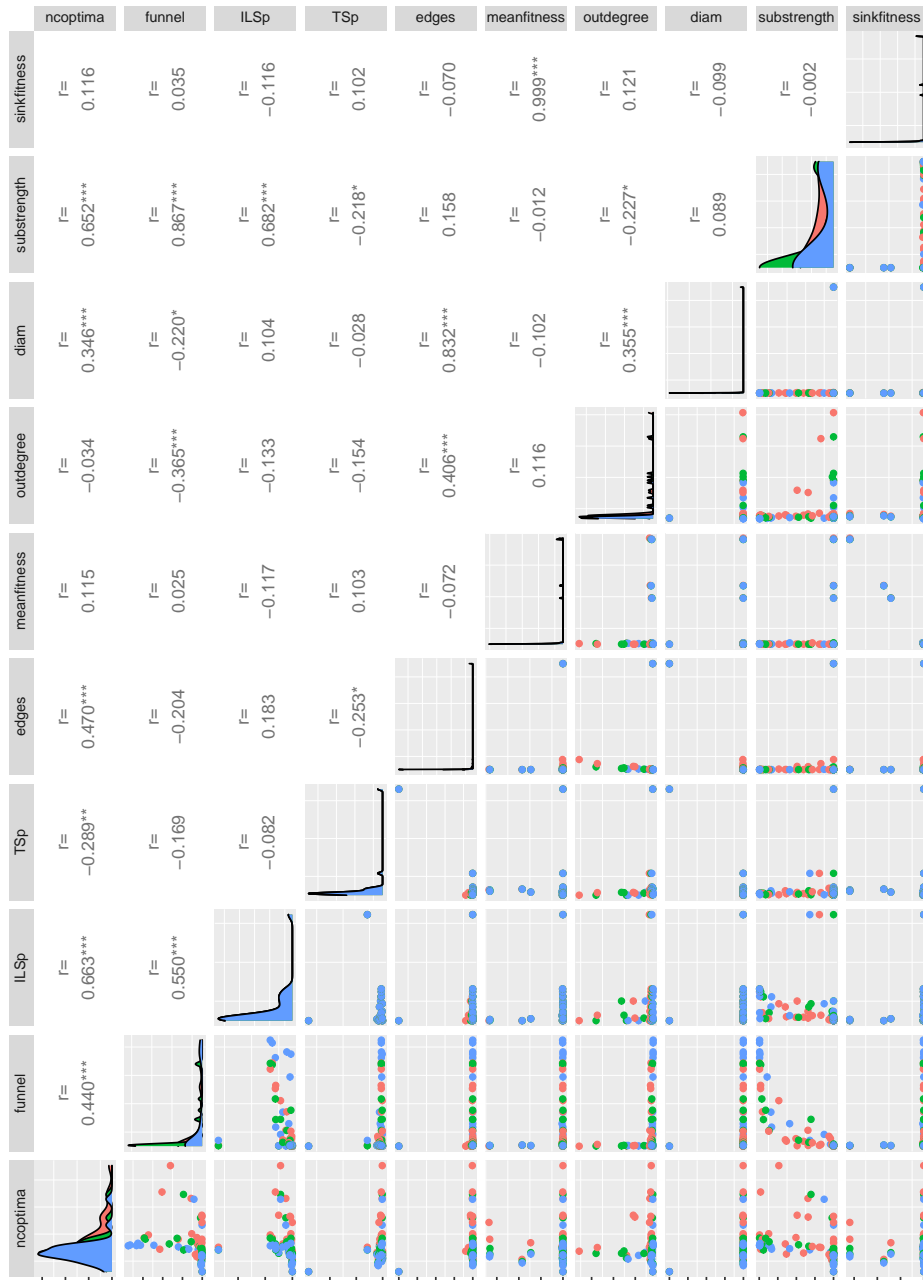 ncoptima funnel ILSp TSp edges meanfitness outdegree diam substrength sinkfitness
sinkfitness
r=
0.116
r=
0.035
r=
−0.116
r=
0.102
r=
−0.070
r=
0.999***
r=
0.121
r=
−0.099
r=
−0.002
substrength
r=
0.652***
r=
0.867***
r=
0.682***
r=
−0.218*
r=
0.158
r=
−0.012
r=
−0.227*
r=
0.089
diam
r=
0.346***
r=
−0.220*
r=
0.104
r=
−0.028
r=
0.832***
r=
−0.102
r=
0.355***
outdegree
r=
−0.034
r=
−0.365***
r=
−0.133
r=
−0.154
r=
0.406***
r=
0.116
meanfitness
r=
0.115
r=
0.025
r=
−0.117
r=
0.103
r=
−0.072
edges
r=
0.470***
r=
−0.204
r=
0.183
r=
−0.253*
TSp
r=
−0.289**
r=
−0.169
r=
−0.082
ILSp
r=
0.663***
r=
0.550***
funnel
r=
0.440***
ncoptima